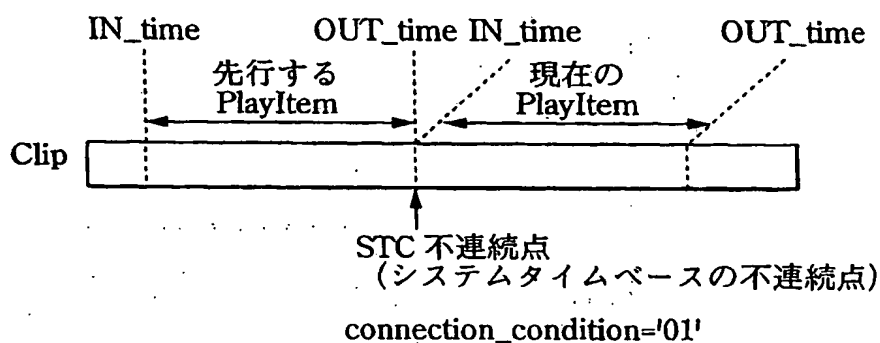 IN_time OUT_time IN_time OUT_time
先行する 現在の
PlayItem PlayItem
Clip
STC 不連続点
(システムタイムベースの不連続点)
connection_condition='01'